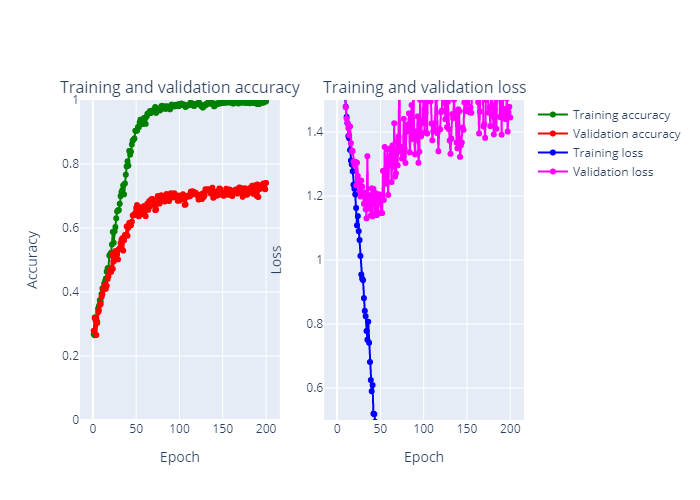 Training and validation accuracy
Training and validation loss
1
0.8
0.6
0.4
0.2
0
0
50
100
150
200
Epoch
Accuracy
1.4
1.2
1
0.8
0.6
0
50
100
150
200
Epoch
Loss
Training accuracy
Validation accuracy
Training loss
Validation loss